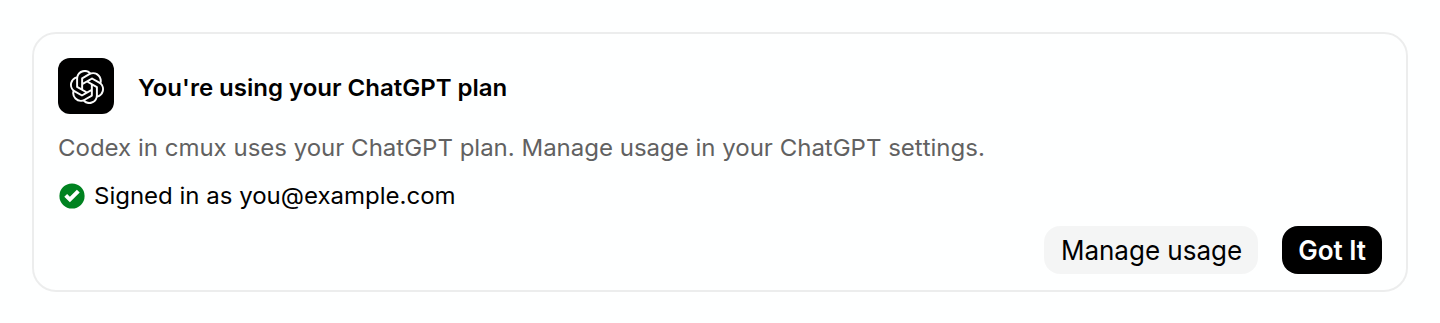 You're using your ChatGPT plan
Codex in cmux uses your ChatGPT plan. Manage usage in your ChatGPT settings.
Signed in as you@example.com
Manage usage
Got It